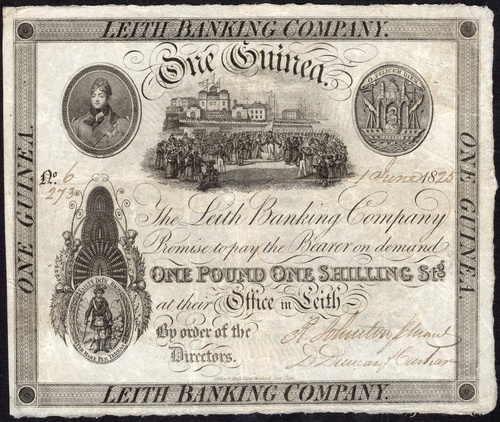 LEITH BANKING COMPANY.
ONE GUINEA.
ONE GUINEA.
One Guinea.
O FELICEM DIEM
No 6
273
1 June 1825
The Leith Banking Company
Promise to pay the Bearer on demand
ONE POUND ONE SHILLING Stg
at their Office in Leith
By order of the
Directors.
LEITH BANKING COMPANY.